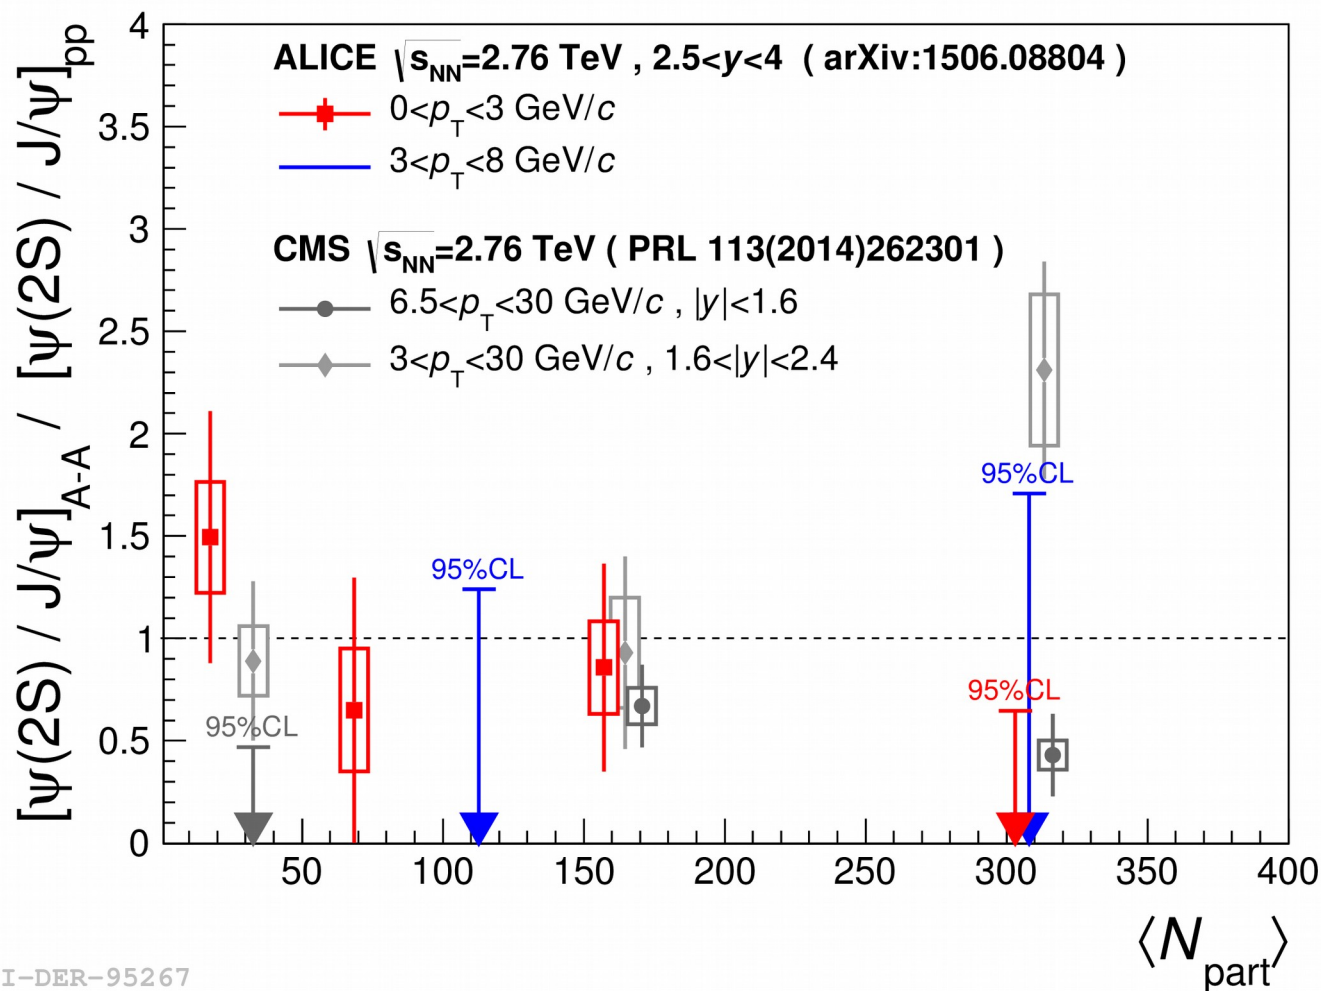 [ψ(2S) / J/ψ]A-A / [ψ(2S) / J/ψ]pp
4
3.5
3
2.5
2
1.5
1
0.5
0
ALICE √sNN=2.76 TeV , 2.5<y<4 ( arXiv:1506.08804 )
0<pT<3 GeV/c
3<pT<8 GeV/c
CMS √sNN=2.76 TeV ( PRL 113(2014)262301 )
6.5<pT<30 GeV/c , |y|<1.6
3<pT<30 GeV/c , 1.6<|y|<2.4
95%CL
95%CL
95%CL
95%CL
50 100 150 200 250 300 350 400
⟨Npart⟩
I-DER-95267